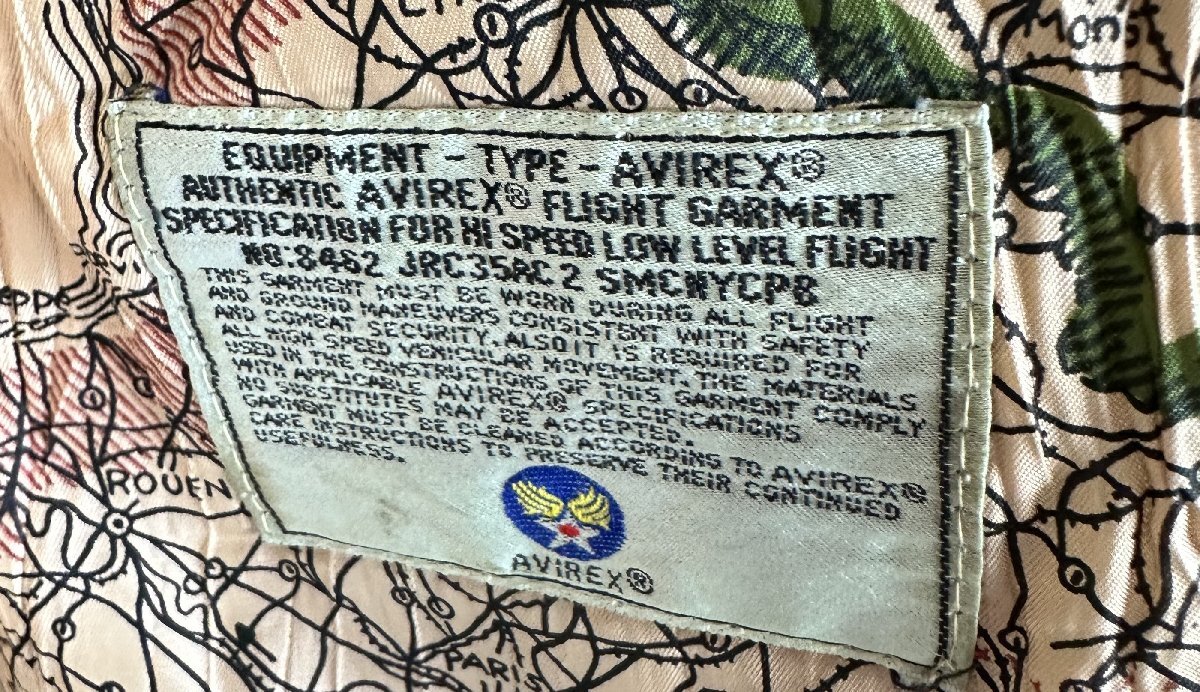 Monst
EQUIPMENT - TYPE - AVIREX®
AUTHENTIC AVIREX® FLIGHT GARMENT
SPECIFICATION FOR HI SPEED LOW LEVEL FLIGHT
NO. 8462 JRC35AC2 SMCNYCPB
THIS GARMENT MUST BE WORN DURING ALL FLIGHT
AND GROUND MANEUVERS CONSISTENT WITH SAFETY
AND COMBAT SECURITY. ALSO IT IS REQUIRED FOR
ALL HIGH SPEED VEHICULAR MOVEMENT. THE MATERIALS
USED IN THE CONSTRUCTIONS OF THIS GARMENT COMPLY
WITH APPLICABLE AVIREX® SPECIFICATIONS
NO SUBSTITUTES MAY BE ACCEPTED.
GARMENT MUST BE CLEANED ACCORDING TO AVIREX®
CARE INSTRUCTIONS TO PRESERVE THEIR CONTINUED
USEFULNESS.
AVIREX®
eppe
ROUEN
PARIS